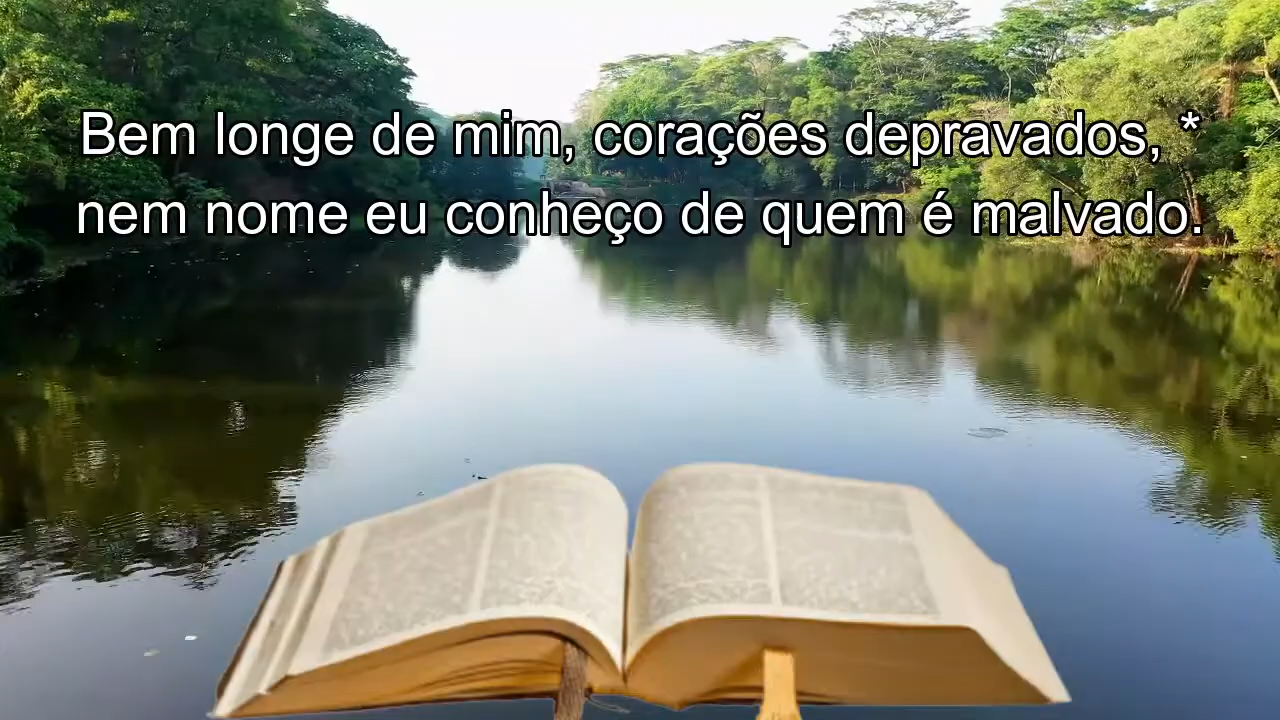 Bem longe de mim, corações depravados, *
nem nome eu conheço de quem é malvado.